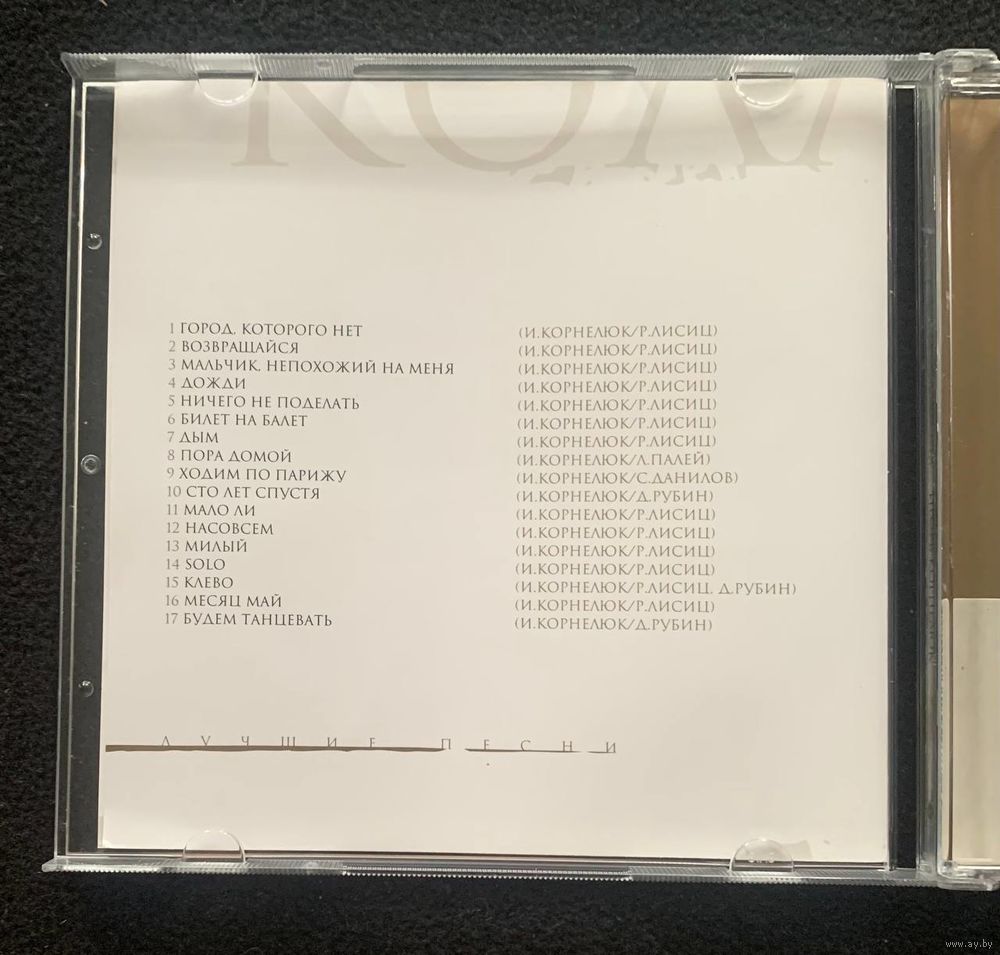 1 ГОРОД, КОТОРОГО НЕТ (И.КОРНЕЛЮК/Р.ЛИСИЦ)
2 ВОЗВРАЩАЙСЯ (И.КОРНЕЛЮК/Р.ЛИСИЦ)
3 МАЛЬЧИК, НЕПОХОЖИЙ НА МЕНЯ (И.КОРНЕЛЮК/Р.ЛИСИЦ)
4 ДОЖДИ (И.КОРНЕЛЮК/Р.ЛИСИЦ)
5 НИЧЕГО НЕ ПОДЕЛАТЬ (И.КОРНЕЛЮК/Р.ЛИСИЦ)
6 БИЛЕТ НА БАЛЕТ (И.КОРНЕЛЮК/Р.ЛИСИЦ)
7 ДЫМ (И.КОРНЕЛЮК/Р.ЛИСИЦ)
8 ПОРА ДОМОЙ (И.КОРНЕЛЮК/Л.ПАЛЕЙ)
9 ХОДИМ ПО ПАРИЖУ (И.КОРНЕЛЮК/С.ДАНИЛОВ)
10 СТО ЛЕТ СПУСТЯ (И.КОРНЕЛЮК/Д.РУБИН)
11 МАЛО ЛИ (И.КОРНЕЛЮК/Р.ЛИСИЦ)
12 НАСОВСЕМ (И.КОРНЕЛЮК/Р.ЛИСИЦ)
13 МИЛЫЙ (И.КОРНЕЛЮК/Р.ЛИСИЦ)
14 SOLO (И.КОРНЕЛЮК/Р.ЛИСИЦ)
15 КЛЕВО (И.КОРНЕЛЮК/Р.ЛИСИЦ, Д.РУБИН)
16 МЕСЯЦ МАЙ (И.КОРНЕЛЮК/Р.ЛИСИЦ)
17 БУДЕМ ТАНЦЕВАТЬ (И.КОРНЕЛЮК/Д.РУБИН)
ЛУЧШИЕ ПЕСНИ
www.ay.by